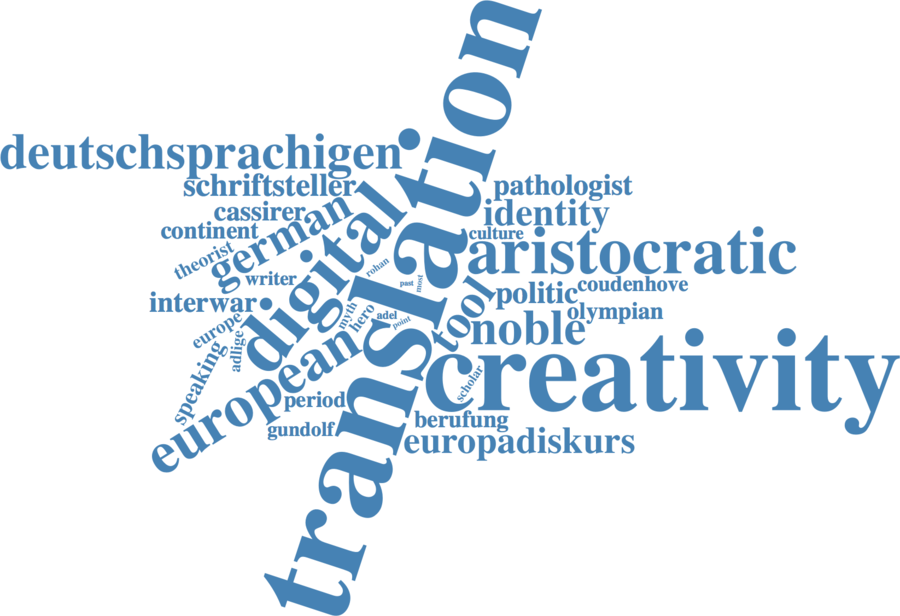 translation
deutschsprachigen
schriftsteller
pathologist
cassirer
identity
german
continent
culture
digital
aristocratic
theorist
rohan
writer
past
most
coudenhove
tool
politic
interwar
olympian
myth
hero
adel
point
noble
europe
adlige
european
creativity
speaking
scholar
period
berufung
gundolf
europadiskurs